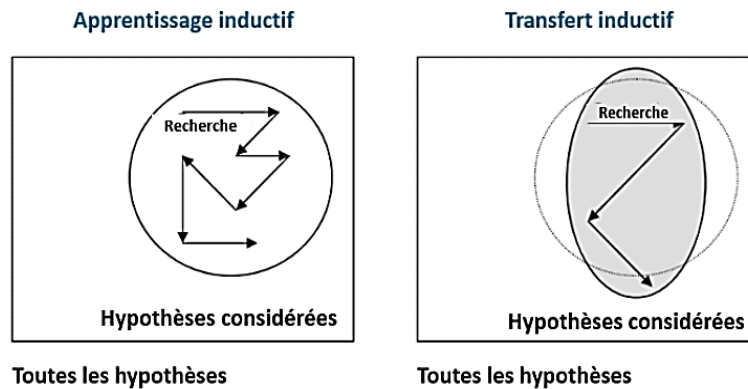 Apprentissage inductif
Recherche
Hypothèses considérées
Toutes les hypothèses
Transfert inductif
Recherche
Hypothèses considérées
Toutes les hypothèses